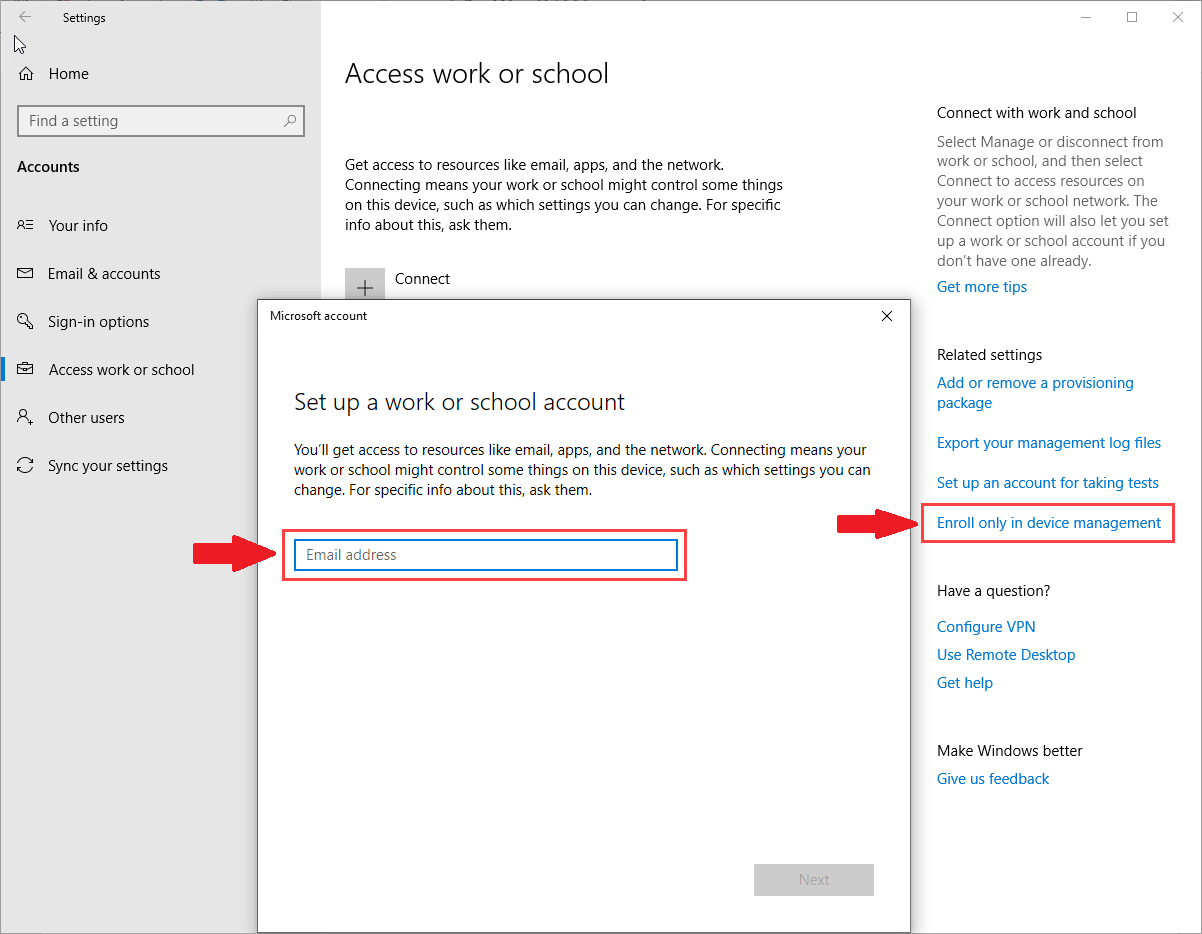 Settings
Home
Find a setting
Accounts
Your info
Email & accounts
Sign-in options
Access work or school
Other users
Sync your settings
Access work or school
Get access to resources like email, apps, and the network.
Connecting means your work or school might control some things
on this device, such as which settings you can change. For specific
info about this, ask them.
Connect
Microsoft account
Set up a work or school account
You'll get access to resources like email, apps, and the network. Connecting means your
work or school might control some things on this device, such as which settings you can
change. For specific info about this, ask them.
Email address
Next
Connect with work and school
Select Manage or disconnect from
work or school, and then select
Connect to access resources on
your work or school network. The
Connect option will also let you set
up a work or school account if you
don't have one already.
Get more tips
Related settings
Add or remove a provisioning
package
Export your management log files
Set up an account for taking tests
Enroll only in device management
Have a question?
Configure VPN
Use Remote Desktop
Get help
Make Windows better
Give us feedback